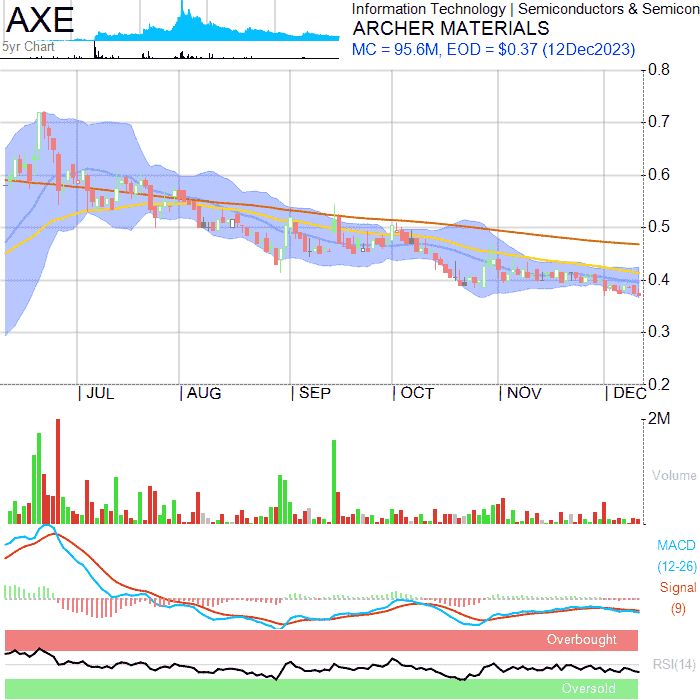 AXE
5yr Chart
Information Technology | Semiconductors & Semicon
ARCHER MATERIALS
MC = 95.6M, EOD = $0.37 (12Dec2023)
0.8
0.7
0.6
0.5
0.4
0.3
0.2
| JUL | AUG | SEP | OCT | NOV | DEC
2M
Volume
MACD
(12-26)
Signal
(9)
Overbought
RSI(14)
Oversold